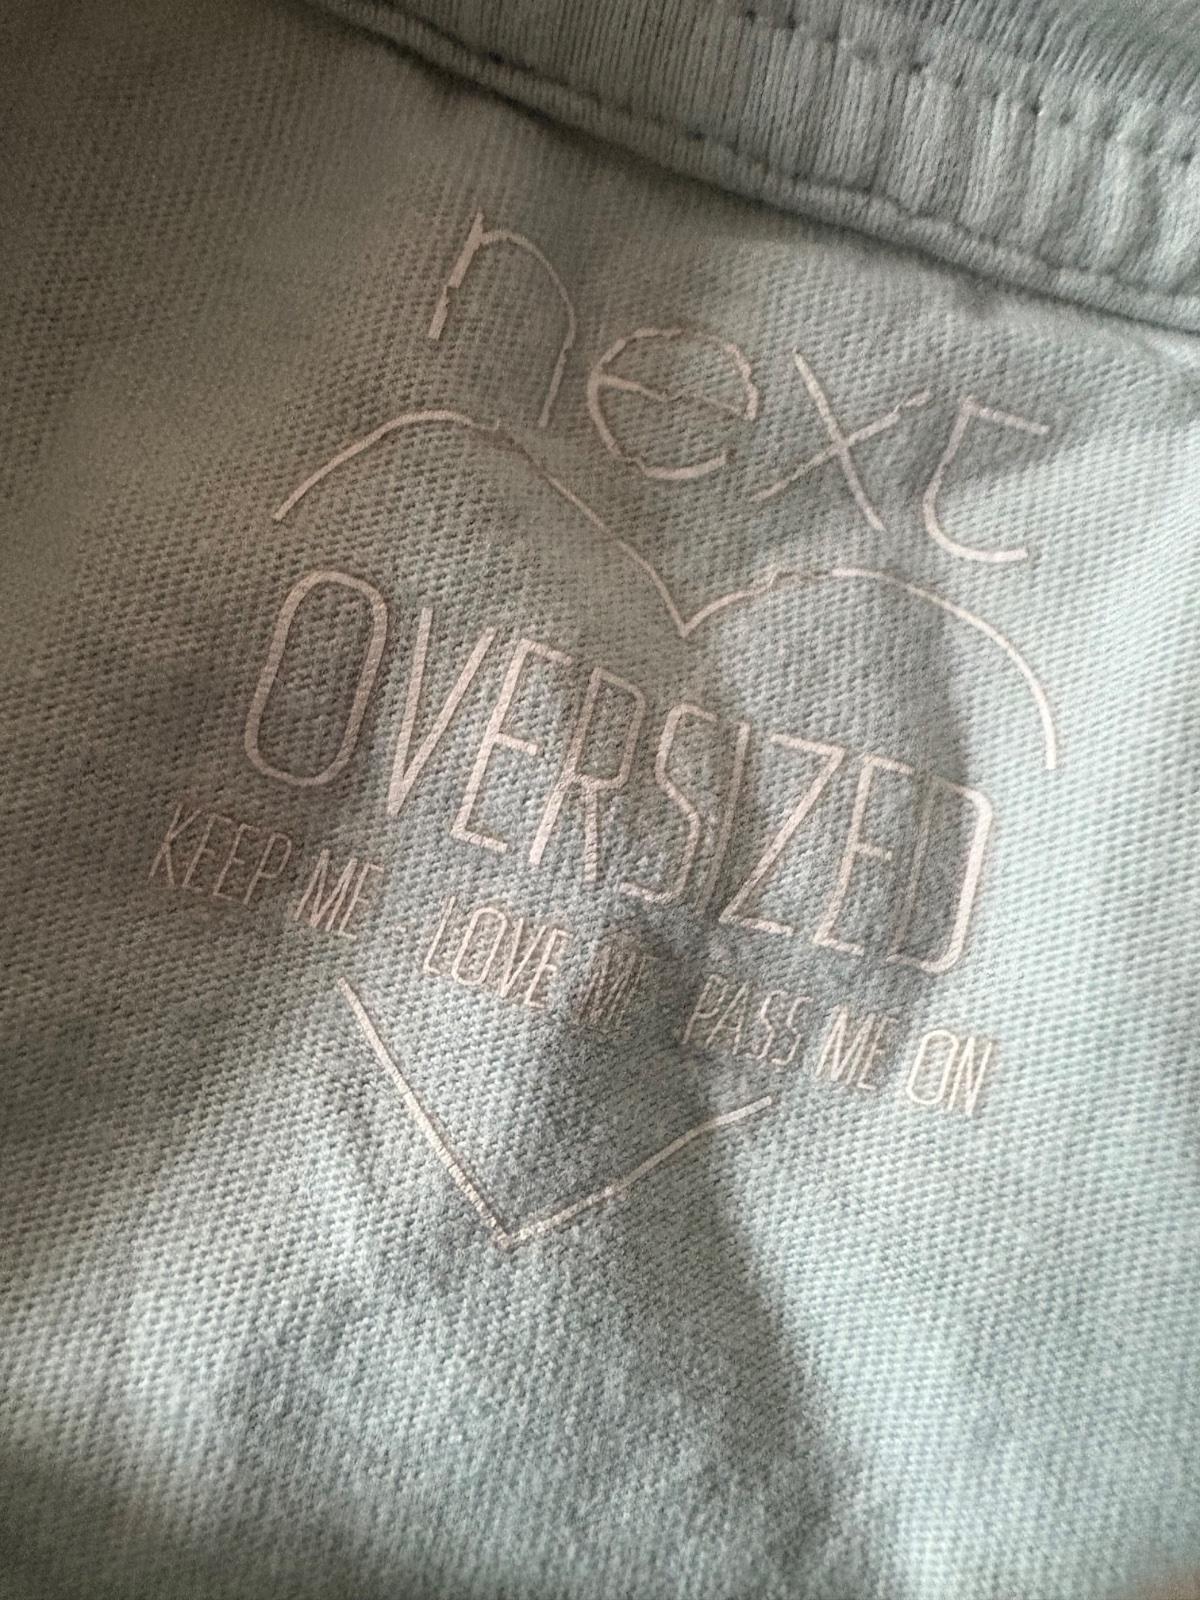 next
OVERSIZED
KEEP ME · LOVE ME · PASS ME ON